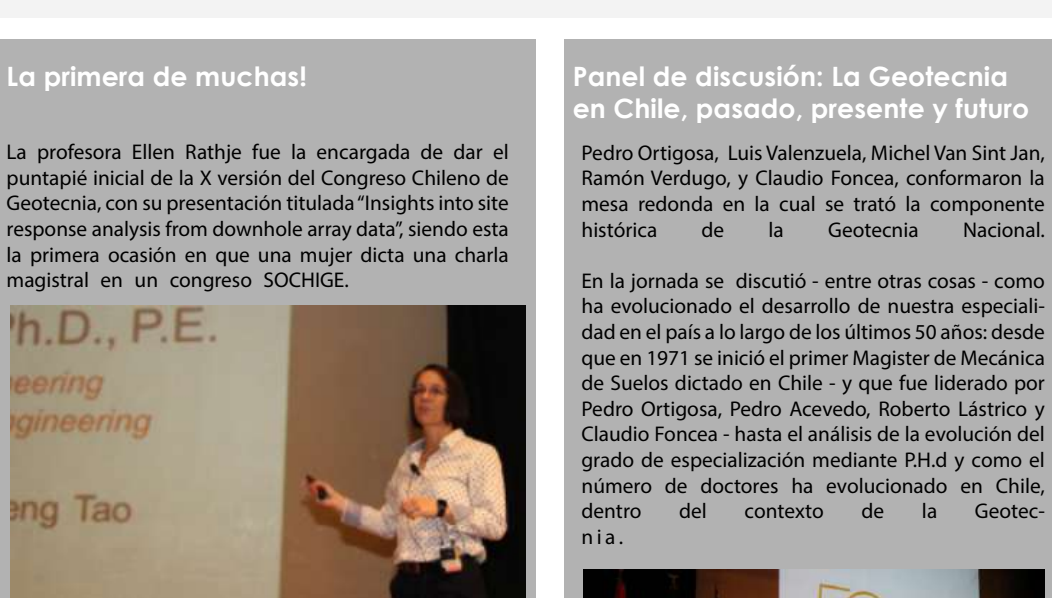 La primera de muchas!
La profesora Ellen Rathje fue la encargada de dar el
puntapié inicial de la X versión del Congreso Chileno de
Geotecnia, con su presentación titulada “Insights into site
response analysis from downhole array data”, siendo esta
la primera ocasión en que una mujer dicta una charla
magistral en un congreso SOCHIGE.
Ph.D., P.E.
eering
gineering
eng Tao
Panel de discusión: La Geotecnia
en Chile, pasado, presente y futuro
Pedro Ortigosa, Luis Valenzuela, Michel Van Sint Jan,
Ramón Verdugo, y Claudio Foncea, conformaron la
mesa redonda en la cual se trató la componente
histórica de la Geotecnia Nacional.
En la jornada se discutió - entre otras cosas - como
ha evolucionado el desarrollo de nuestra especiali-
dad en el país a lo largo de los últimos 50 años: desde
que en 1971 se inició el primer Magister de Mecánica
de Suelos dictado en Chile - y que fue liderado por
Pedro Ortigosa, Pedro Acevedo, Roberto Lástrico y
Claudio Foncea - hasta el análisis de la evolución del
grado de especialización mediante P.H.d y como el
número de doctores ha evolucionado en Chile,
dentro del contexto de la Geotec-
nia.